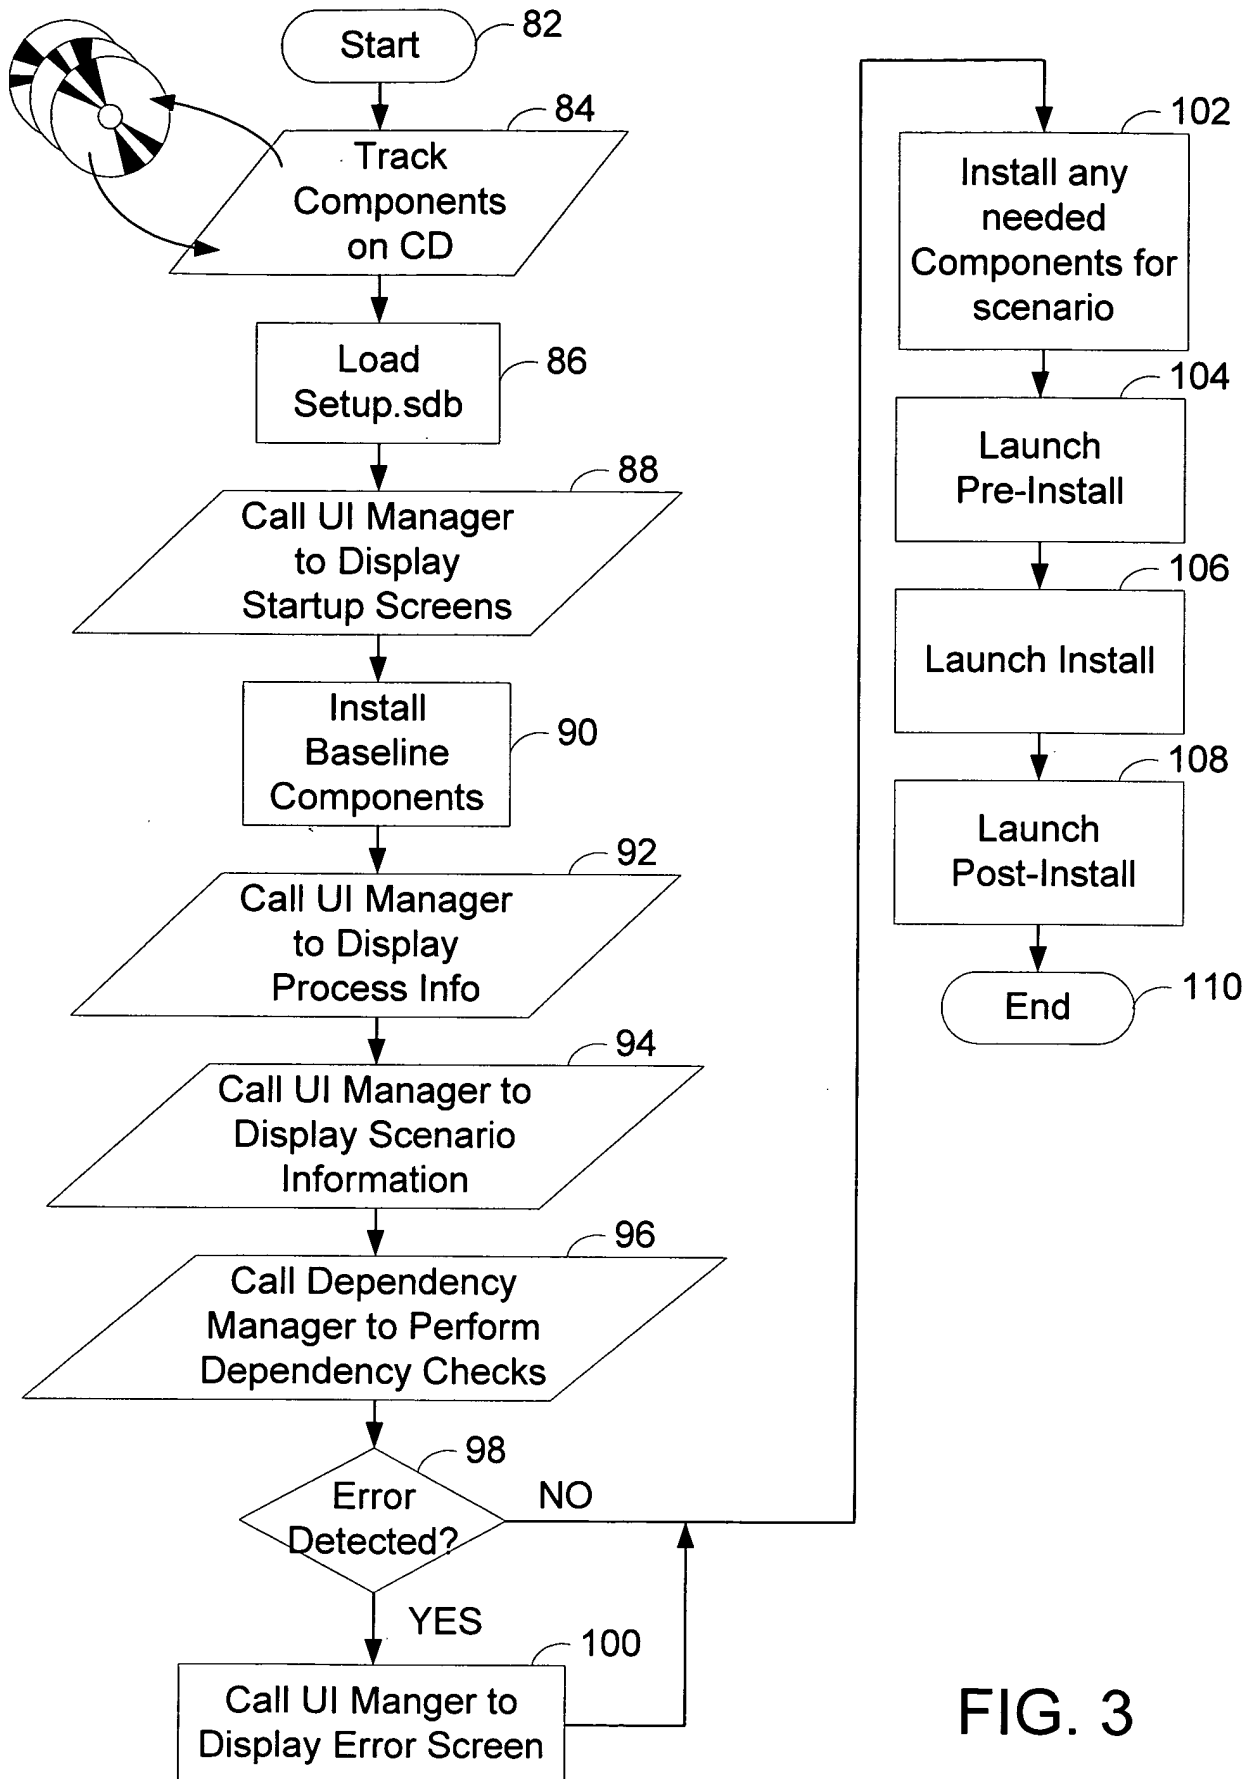 Start
82
84
Track
Components
on CD
Load
Setup.sdb
86
88
Call UI Manager
to Display
Startup Screens
Install
Baseline
Components
90
92
Call UI Manager
to Display
Process Info
94
Call UI Manager to
Display Scenario
Information
96
Call Dependency
Manager to Perform
Dependency Checks
98
Error
Detected?
NO
YES
100
Call UI Manger to
Display Error Screen
102
Install any
needed
Components for
scenario
104
Launch
Pre-Install
106
Launch Install
108
Launch
Post-Install
End
110
FIG. 3